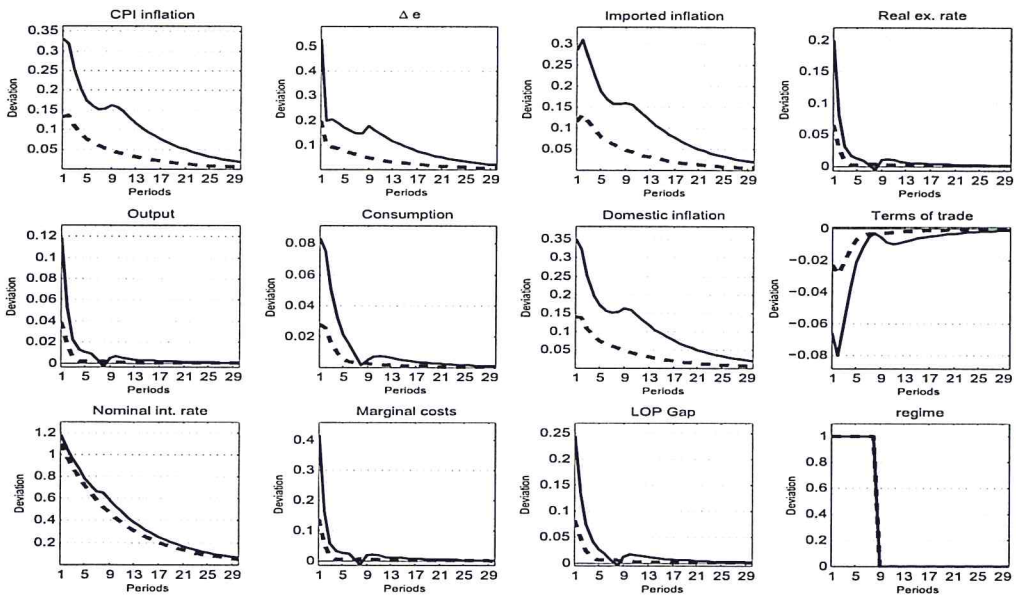 CPI inflation
Δ e
Imported inflation
Real ex. rate
Deviation
0.35
0.3
0.25
0.2
0.15
0.1
0.05
1 5 9 13 17 21 25 29
Periods
Deviation
0.5
0.4
0.3
0.2
0.1
1 5 9 13 17 21 25 29
Periods
Deviation
0.3
0.25
0.2
0.15
0.1
0.05
1 5 9 13 17 21 25 29
Periods
Deviation
0.2
0.15
0.1
0.05
0
1 5 9 13 17 21 25 29
Periods
Output
Consumption
Domestic inflation
Terms of trade
Deviation
0.12
0.1
0.08
0.06
0.04
0.02
0
1 5 9 13 17 21 25 29
Periods
Deviation
0.08
0.06
0.04
0.02
1 5 9 13 17 21 25 29
Periods
Deviation
0.35
0.3
0.25
0.2
0.15
0.1
0.05
1 5 9 13 17 21 25 29
Periods
Deviation
0
−0.02
−0.04
−0.06
−0.08
1 5 9 13 17 21 25 29
Periods
Nominal int. rate
Marginal costs
LOP Gap
regime
Deviation
1.2
1
0.8
0.6
0.4
0.2
1 5 9 13 17 21 25 29
Periods
Deviation
0.4
0.3
0.2
0.1
0
1 5 9 13 17 21 25 29
Periods
Deviation
0.25
0.2
0.15
0.1
0.05
0
1 5 9 13 17 21 25 29
Periods
Deviation
1
0.8
0.6
0.4
0.2
0
1 5 9 13 17 21 25 29
Periods